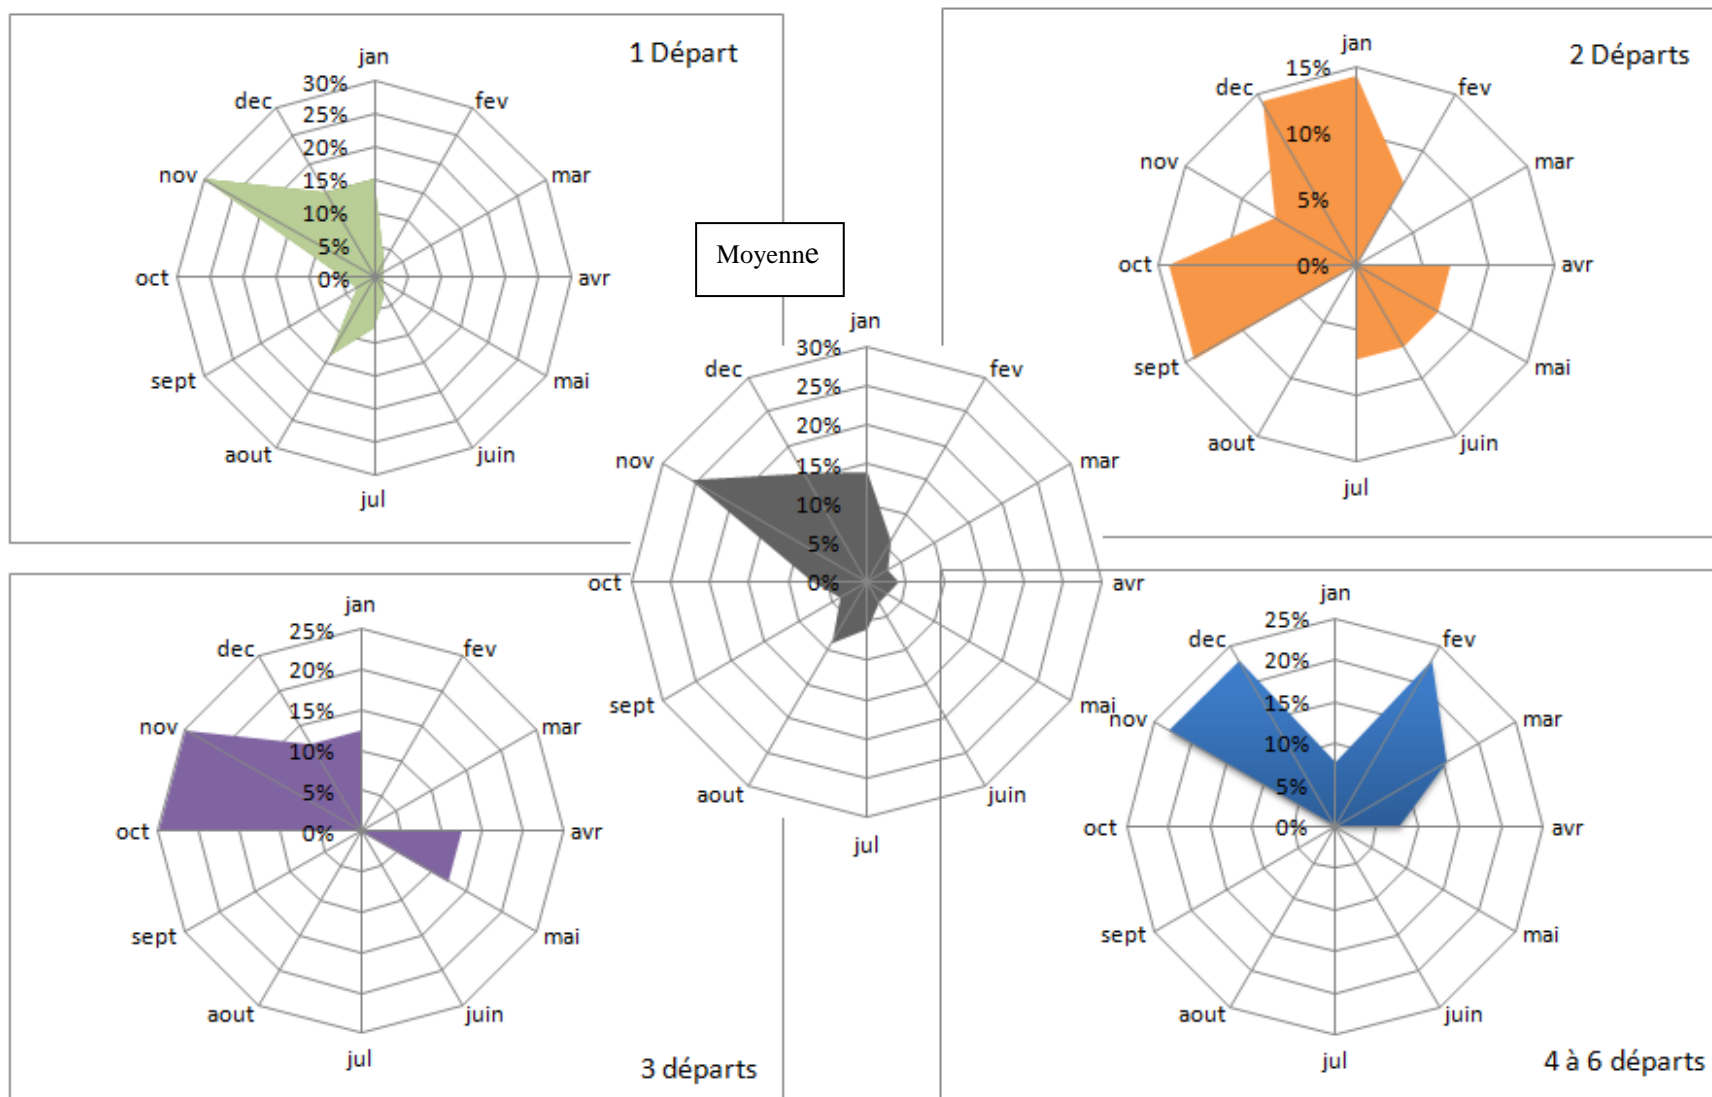 1 Départ
jan
fev
mar
avr
mai
juin
jul
aout
sept
oct
nov
dec
30%
25%
20%
15%
10%
5%
0%
2 Départs
jan
fev
mar
avr
mai
juin
jul
aout
sept
oct
nov
dec
15%
10%
5%
0%
Moyenne
jan
fev
mar
avr
mai
juin
jul
aout
sept
oct
nov
dec
30%
25%
20%
15%
10%
5%
0%
jan
fev
mar
avr
mai
juin
jul
aout
sept
oct
nov
dec
25%
20%
15%
10%
5%
0%
3 départs
jan
fev
mar
avr
mai
juin
jul
aout
sept
oct
nov
dec
25%
20%
15%
10%
5%
0%
4 à 6 départs